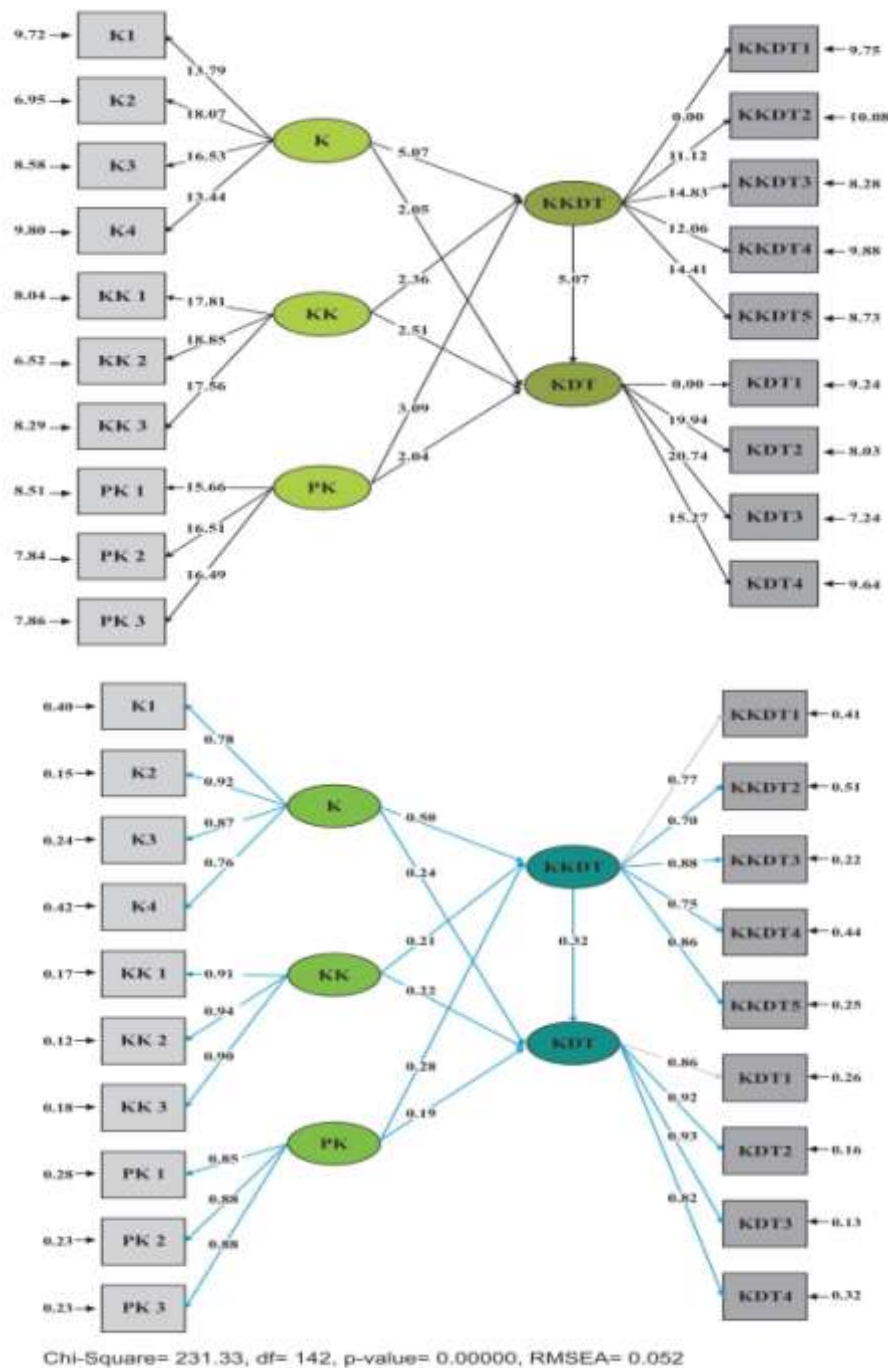 9.72 K1
6.95 K2
8.58 K3
9.80 K4
8.04 KK 1
6.52 KK 2
8.29 KK 3
8.51 PK 1
7.84 PK 2
7.86 PK 3
13.79
18.07
16.53
13.44
17.81
18.85
17.56
15.66
16.51
16.49
K
KK
PK
5.07
2.05
2.36
2.51
3.09
2.04
KKDT
5.07
KDT
0.00
11.12
14.83
12.06
14.41
0.00
19.94
20.74
15.27
KKDT1 9.75
KKDT2 10.08
KKDT3 8.28
KKDT4 9.88
KKDT5 8.73
KDT1 9.24
KDT2 8.03
KDT3 7.24
KDT4 9.64
0.40 K1
0.15 K2
0.24 K3
0.42 K4
0.17 KK 1
0.12 KK 2
0.18 KK 3
0.28 PK 1
0.23 PK 2
0.23 PK 3
0.78
0.92
0.87
0.76
0.91
0.94
0.90
0.85
0.88
0.88
K
KK
PK
0.50
0.24
0.21
0.22
0.28
0.19
KKDT
0.32
KDT
0.77
0.70
0.88
0.75
0.86
0.86
0.92
0.93
0.82
KKDT1 0.41
KKDT2 0.51
KKDT3 0.22
KKDT4 0.44
KKDT5 0.25
KDT1 0.26
KDT2 0.16
KDT3 0.13
KDT4 0.32
Chi-Square= 231.33, df= 142, p-value= 0.00000, RMSEA= 0.052